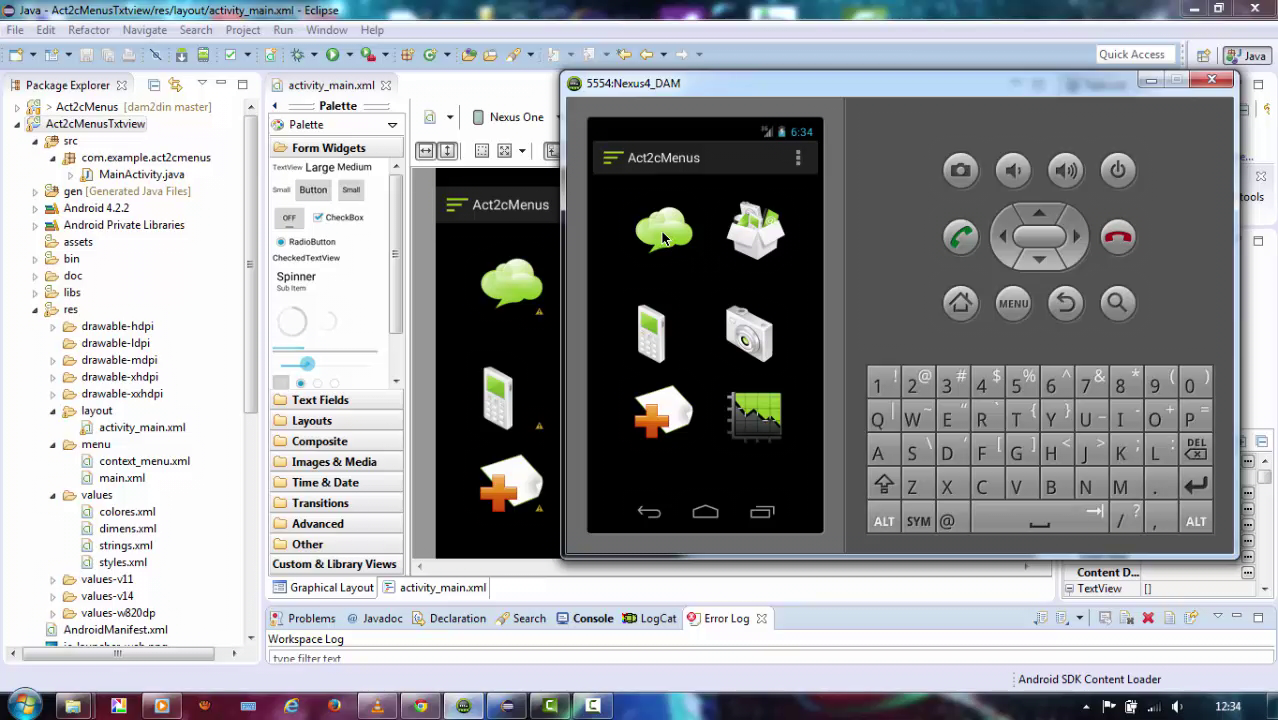 Java - Act2cMenusTxtview/res/layout/activity_main.xml - Eclipse
File Edit Refactor Navigate Search Project Run Window Help
Quick Access
Java
Package Explorer
Act2cMenus [dam2din master]
Act2cMenusTxtview
src
com.example.act2cmenus
MainActivity.java
gen [Generated Java Files]
Android 4.2.2
Android Private Libraries
assets
bin
doc
libs
res
drawable-hdpi
drawable-ldpi
drawable-mdpi
drawable-xhdpi
drawable-xxhdpi
layout
activity_main.xml
menu
context_menu.xml
main.xml
values
colores.xml
dimens.xml
strings.xml
styles.xml
values-v11
values-v14
values-w820dp
AndroidManifest.xml
activity_main.xml
Palette
Palette
Form Widgets
TextView Large Medium
Small Button Small
OFF CheckBox
RadioButton
CheckedTextView
Spinner
Sub Item
Text Fields
Layouts
Composite
Images & Media
Time & Date
Transitions
Advanced
Other
Custom & Library Views
Graphical Layout activity_main.xml
Nexus One
Act2cMenus
5554:Nexus4_DAM
6:34
Act2cMenus
MENU
1 ! 2 @ 3 # 4 $ 5 % 6 ^ 7 & 8 * 9 ( 0 )
Q W ~ E " R T { Y } U - I O + P =
A S \ D ' F [ G ] H < J > K ; L : DEL
Z X C V B N M .
ALT SYM @ / ? , ALT
Content D...
TextView []
Problems Javadoc Declaration Search Console LogCat Error Log
Workspace Log
type filter text
Android SDK Content Loader
12:34